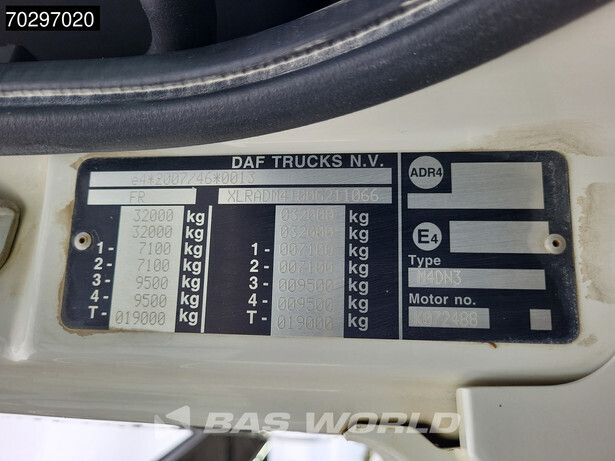 70297020
DAF TRUCKS N.V.
e4*2007/46*0013
FR
32000 kg 032000 kg
32000 kg 032000 kg
1- 7100 kg 1- 007100 kg
2- 7100 kg 2- 007100 kg
3- 9500 kg 3- 009500 kg
4- 9500 kg 4- 009500 kg
T- 019000 kg T- 019000 kg
ADR4
E4
Type
M4DN3
Motor no.
K072488
BAS WORLD